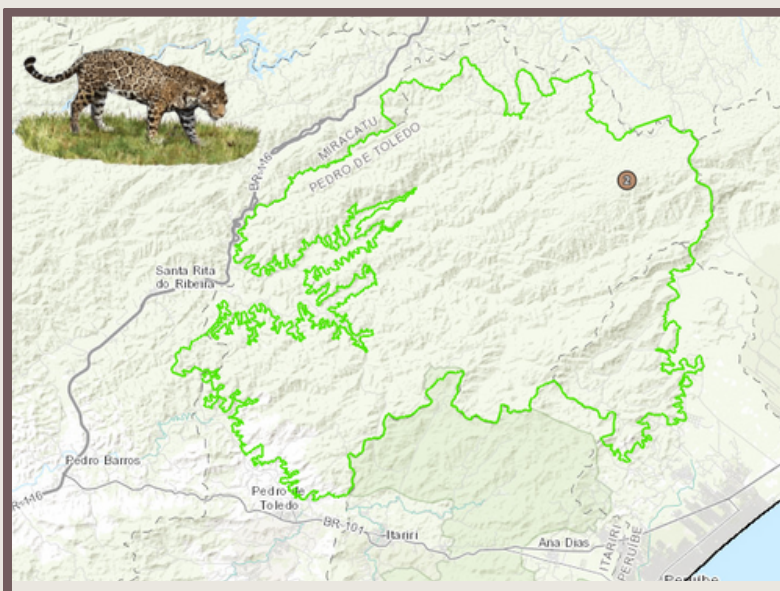 MIRACATU
PEDRO DE TOLEDO
BR-116
2
Santa Rita
do Ribeira
Pedro Barros
BR-116
Pedro de
Toledo
BR-101
Itariri
Ana Dias
ITARIRI
PERUÍBE
Peruíbe